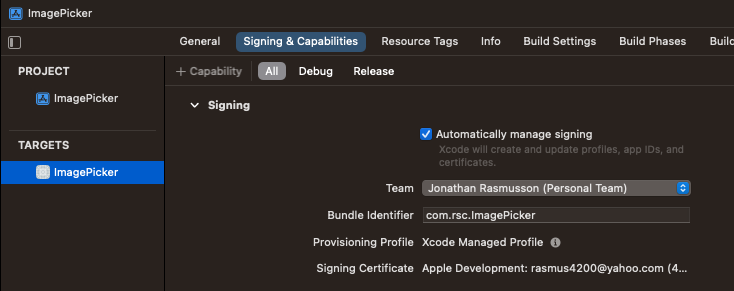 ImagePicker
General Signing & Capabilities Resource Tags Info Build Settings Build Phases Buil
PROJECT
ImagePicker
TARGETS
ImagePicker
+ Capability All Debug Release
Signing
Automatically manage signing
Xcode will create and update profiles, app IDs, and
certificates.
Team Jonathan Rasmusson (Personal Team)
Bundle Identifier com.rsc.ImagePicker
Provisioning Profile Xcode Managed Profile
Signing Certificate Apple Development: rasmus4200@yahoo.com (4...